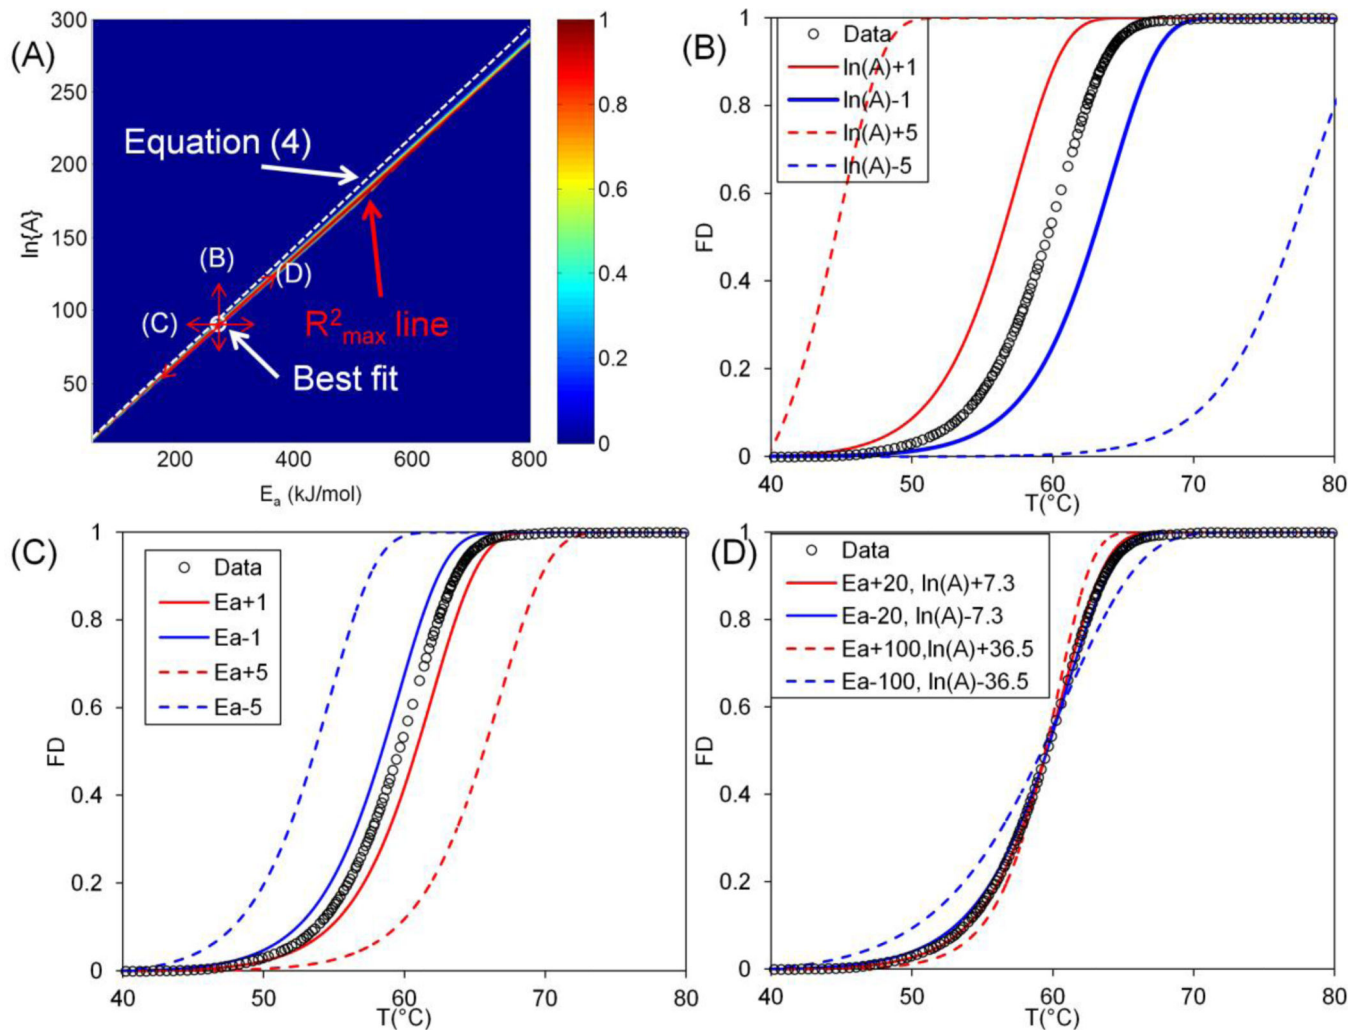 (A)
300
250
200
150
100
50
ln{A}
200
400
600
800
Eₐ (kJ/mol)
Equation (4)
(B)
(C)
(D)
R²max line
Best fit
1
0.8
0.6
0.4
0.2
0
(B)
1
0.8
0.6
0.4
0.2
0
FD
Data
ln(A)+1
ln(A)-1
ln(A)+5
ln(A)-5
40
50
60
70
80
T(°C)
(C)
1
0.8
0.6
0.4
0.2
0
FD
Data
Ea+1
Ea-1
Ea+5
Ea-5
40
50
60
70
80
T(°C)
(D)
1
0.8
0.6
0.4
0.2
0
FD
Data
Ea+20, ln(A)+7.3
Ea-20, ln(A)-7.3
Ea+100,ln(A)+36.5
Ea-100, ln(A)-36.5
40
50
60
70
80
T(°C)